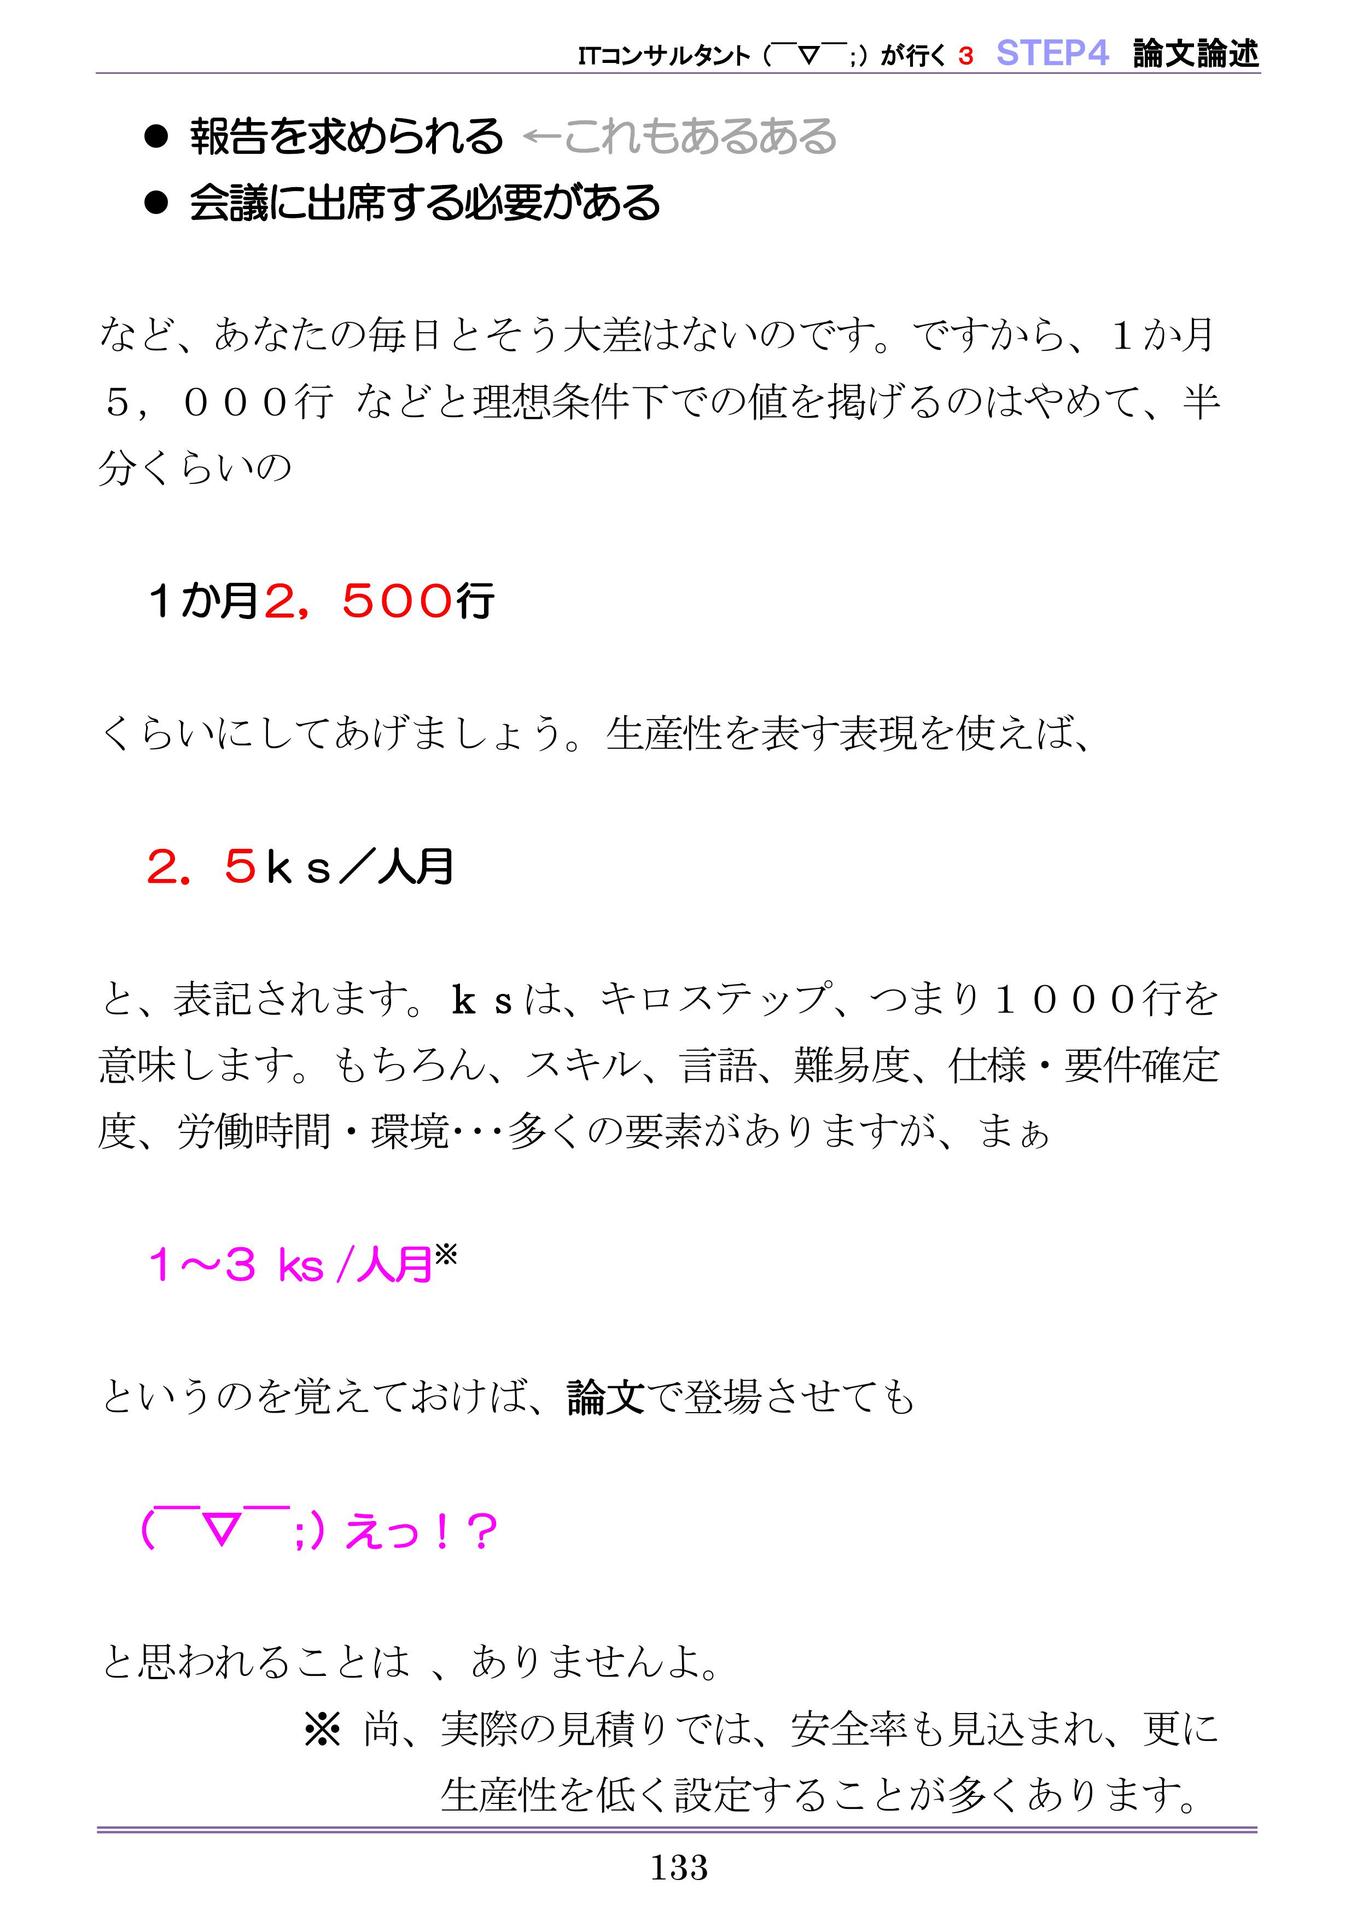 ITコンサルタント（￣▽￣；）が行く 3 STEP4 論文論述
● 報告を求められる ←これもあるある
● 会議に出席する必要がある
など、あなたの毎日とそう大差はないのです。ですから、１か月
５，０００行 などと理想条件下での値を掲げるのはやめて、半
分くらいの
１か月２，５００行
くらいにしてあげましょう。生産性を表す表現を使えば、
２．５ｋｓ／人月
と、表記されます。ｋｓは、キロステップ、つまり１０００行を
意味します。もちろん、スキル、言語、難易度、仕様・要件確定
度、労働時間・環境･･･多くの要素がありますが、まぁ
１～３ ks /人月※
というのを覚えておけば、論文で登場させても
（￣▽￣；）えっ！？
と思われることは 、ありませんよ。
※ 尚、実際の見積りでは、安全率も見込まれ、更に
生産性を低く設定することが多くあります。
133